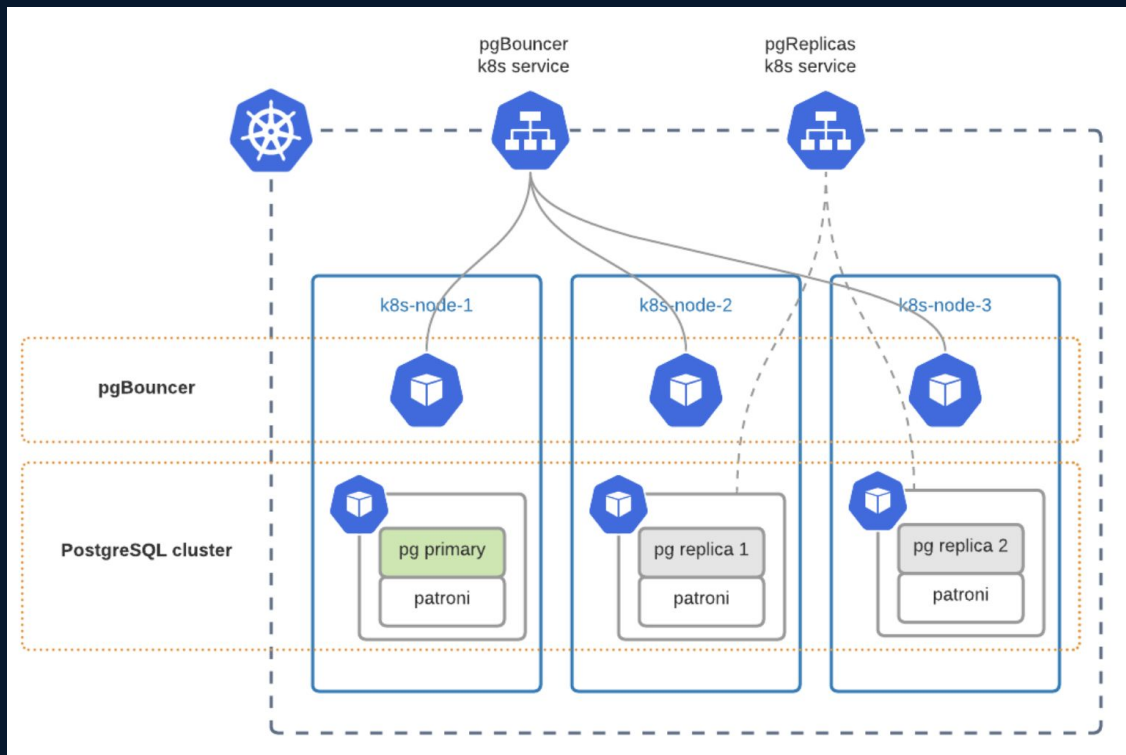 pgBouncer
k8s service
pgReplicas
k8s service
k8s-node-1
k8s-node-2
k8s-node-3
pgBouncer
PostgreSQL cluster
pg primary
patroni
pg replica 1
patroni
pg replica 2
patroni